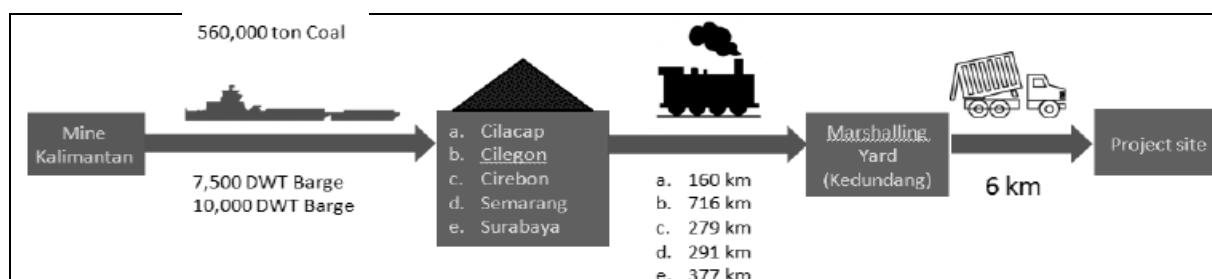 560,000 ton Coal
Mine
Kalimantan
7,500 DWT Barge
10,000 DWT Barge
a. Cilacap
b. Cilegon
c. Cirebon
d. Semarang
e. Surabaya
a. 160 km
b. 716 km
c. 279 km
d. 291 km
e. 377 km
Marshalling
Yard
(Kedundang)
6 km
Project site